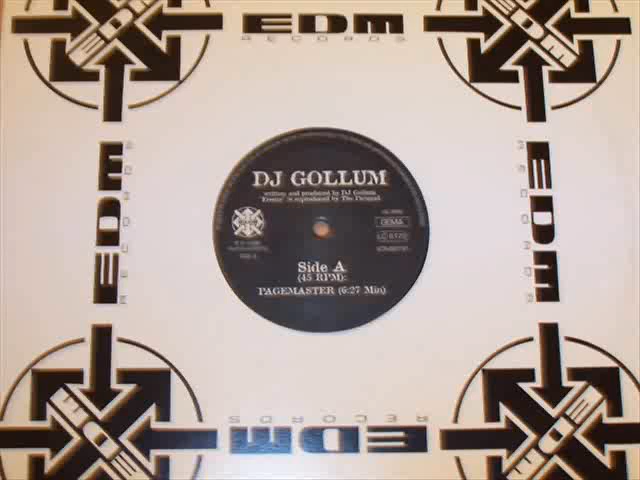 EDM
RECORDS
EDM
RECORDS
EDM
RECORDS
DJ GOLLUM
written and produced by DJ Gollum
GEMA
Side A
(45 RPM):
PAGEMASTER (6:27 Min)
EDM
RECORDS